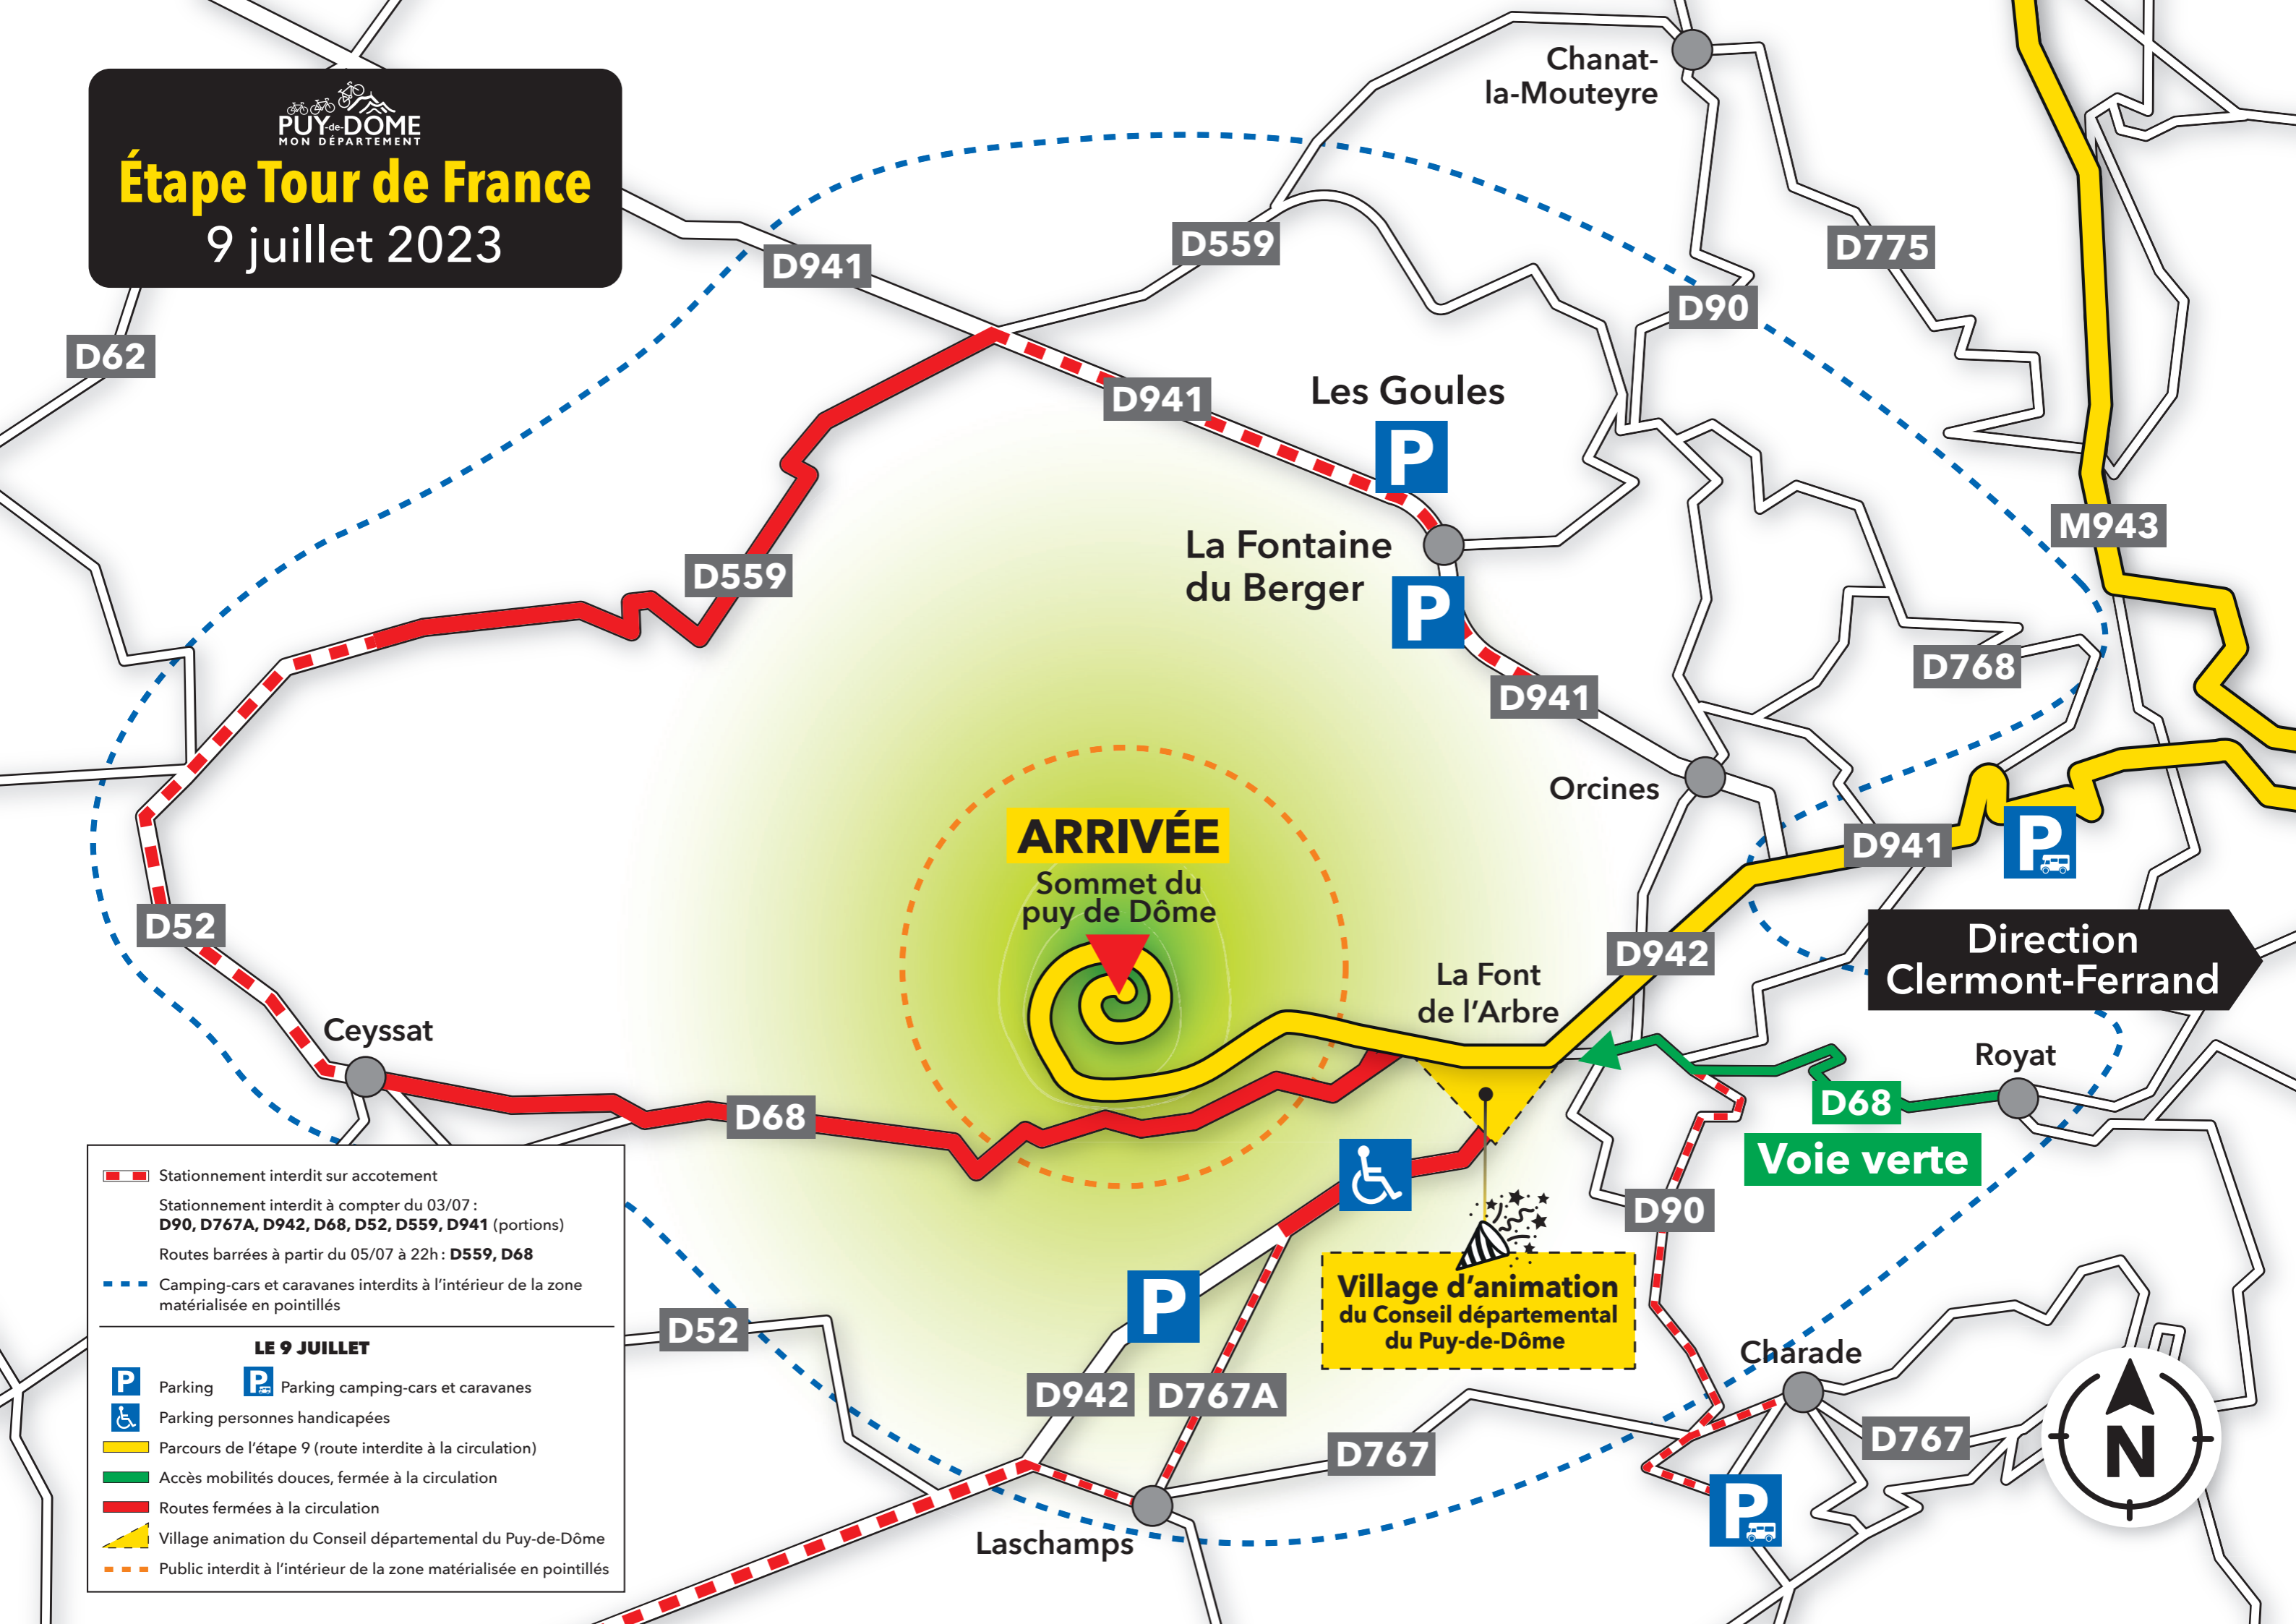 PUY-de-DÔME
MON DÉPARTEMENT
Étape Tour de France
9 juillet 2023
Chanat-
la-Mouteyre
D941
D559
D775
D90
D62
D941
Les Goules
P
M943
La Fontaine
du Berger
D559
P
D768
D941
Orcines
ARRIVÉE
Sommet du
puy de Dôme
D941
P
D52
D942
Direction
Clermont-Ferrand
La Font
de l'Arbre
Ceyssat
Royat
D68
D68
Voie verte
D90
Village d'animation
du Conseil départemental
du Puy-de-Dôme
P
D52
Charade
D942
D767A
D767
D767
N
P
Laschamps
Stationnement interdit sur accotement
Stationnement interdit à compter du 03/07 :
D90, D767A, D942, D68, D52, D559, D941 (portions)
Routes barrées à partir du 05/07 à 22h : D559, D68
Camping-cars et caravanes interdits à l'intérieur de la zone
matérialisée en pointillés
LE 9 JUILLET
P Parking P Parking camping-cars et caravanes
Parking personnes handicapées
Parcours de l'étape 9 (route interdite à la circulation)
Accès mobilités douces, fermée à la circulation
Routes fermées à la circulation
Village animation du Conseil départemental du Puy-de-Dôme
Public interdit à l'intérieur de la zone matérialisée en pointillés